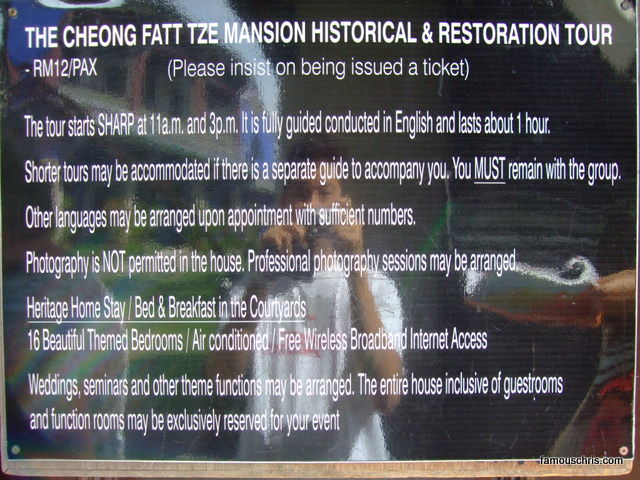 THE CHEONG FATT TZE MANSION HISTORICAL & RESTORATION TOUR
- RM12/PAX (Please insist on being issued a ticket)
The tour starts SHARP at 11a.m. and 3p.m. It is fully guided conducted in English and lasts about 1 hour.
Shorter tours may be accommodated if there is a separate guide to accompany you. You MUST remain with the group.
Other languages may be arranged upon appointment with sufficient numbers.
Photography is NOT permitted in the house. Professional photography sessions may be arranged
Heritage Home Stay / Bed & Breakfast in the Courtyards
16 Beautiful Themed Bedrooms / Air conditioned / Free Wireless Broadband Internet Access
Weddings, seminars and other theme functions may be arranged. The entire house inclusive of guestrooms
and function rooms may be exclusively reserved for your event
famouschris.com